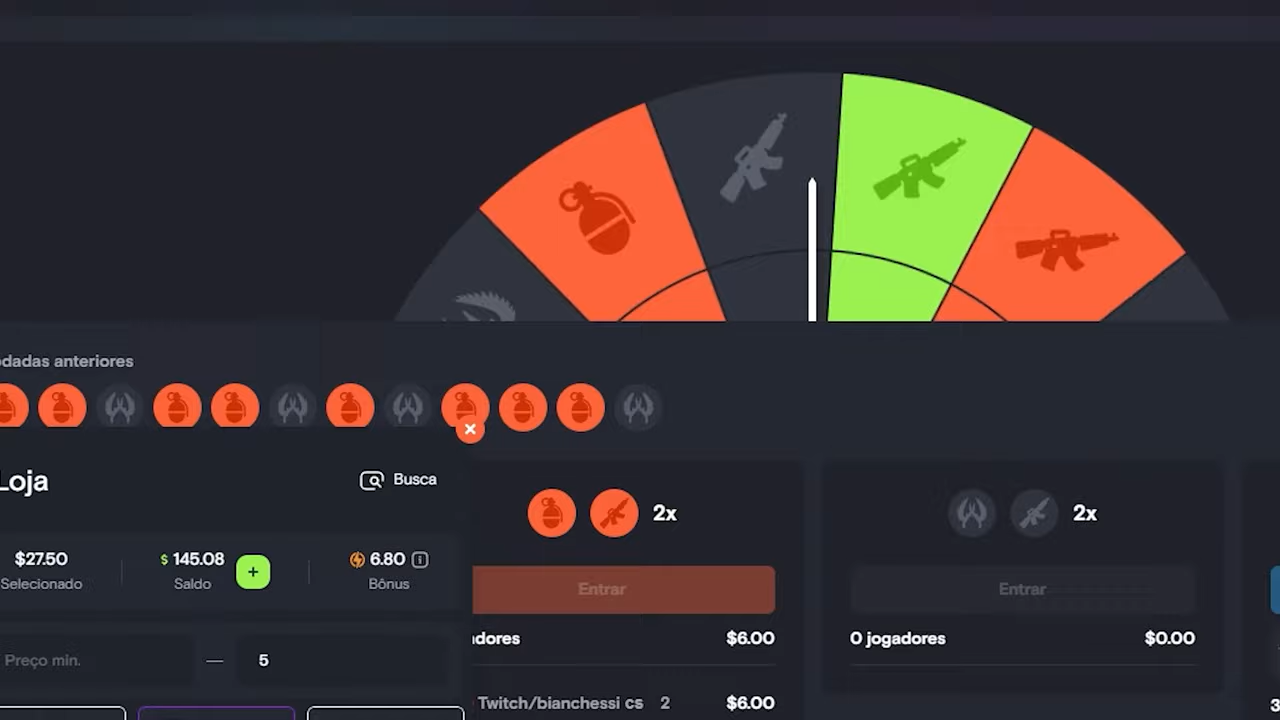 odadas anteriores
Loja
Busca
$27.50
Selecionado
$ 145.08
Saldo
+
6.80
Bônus
Preço min.
—
5
2x
Entrar
adores
$6.00
Twitch/bianchessi cs 2
$6.00
2x
Entrar
0 jogadores
$0.00
3